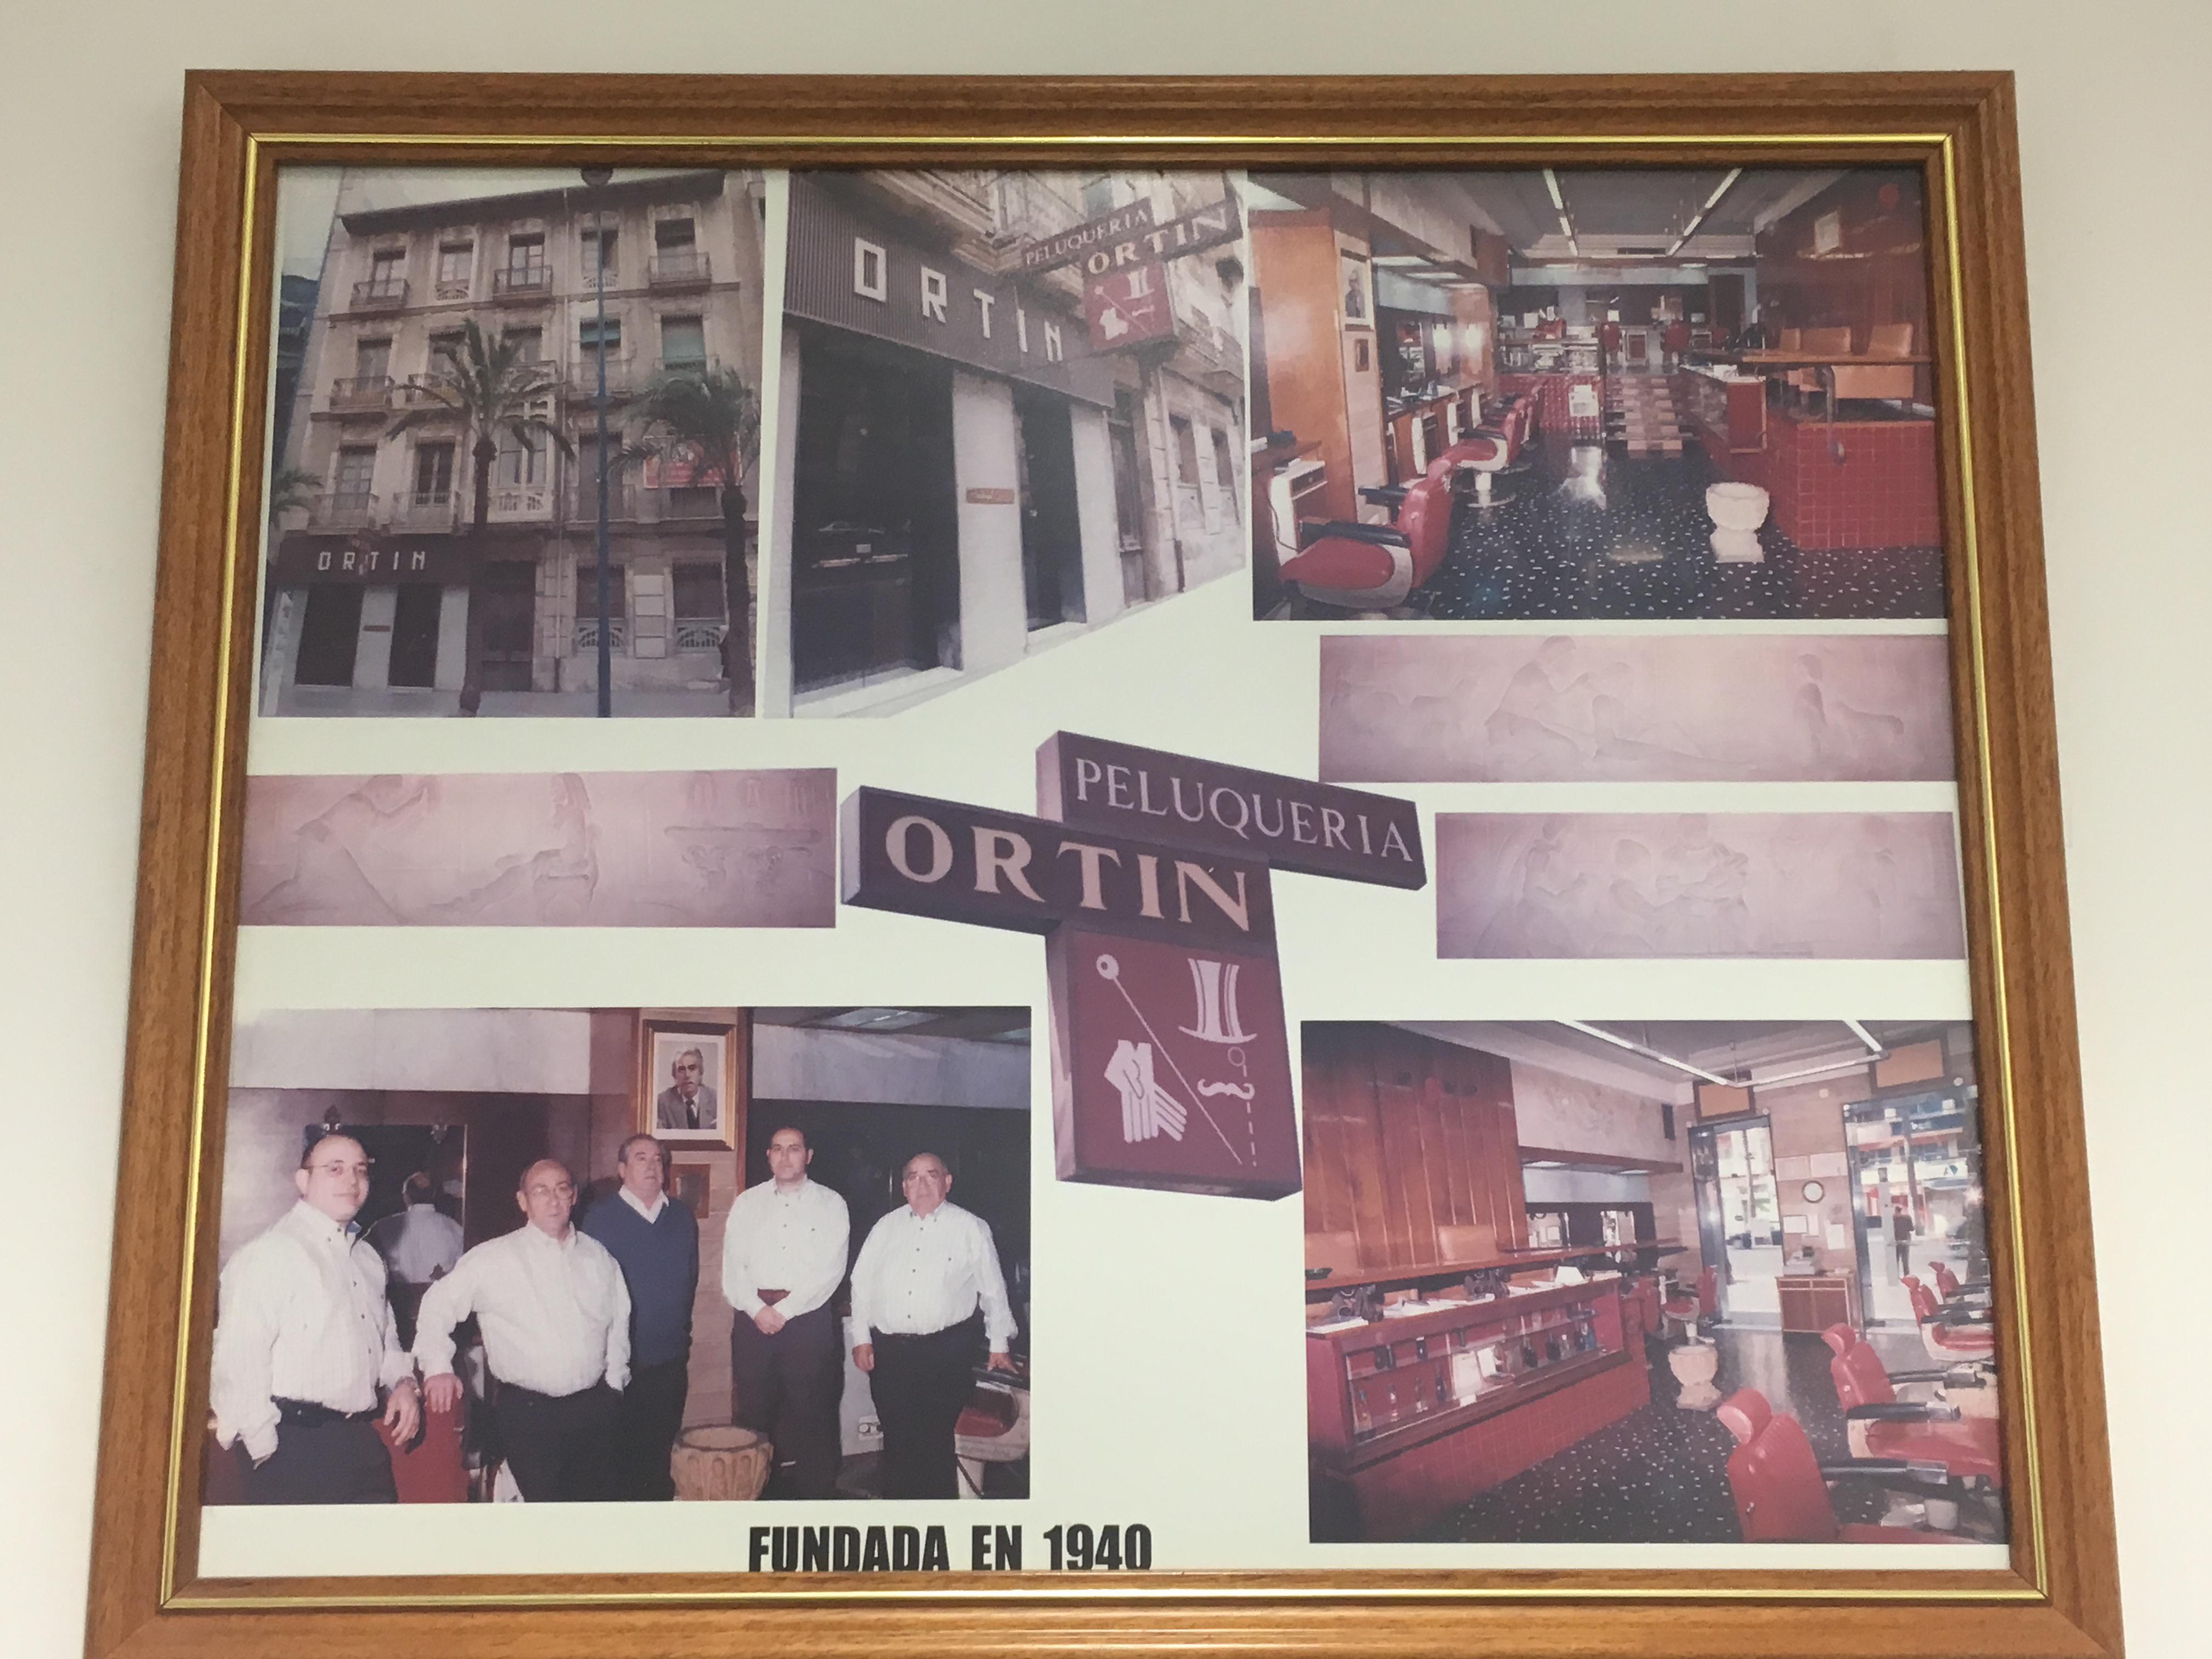 ORTIN
ORTIN
PELUQUERIA
ORTIN
PELUQUERIA
ORTIN
FUNDADA EN 1940